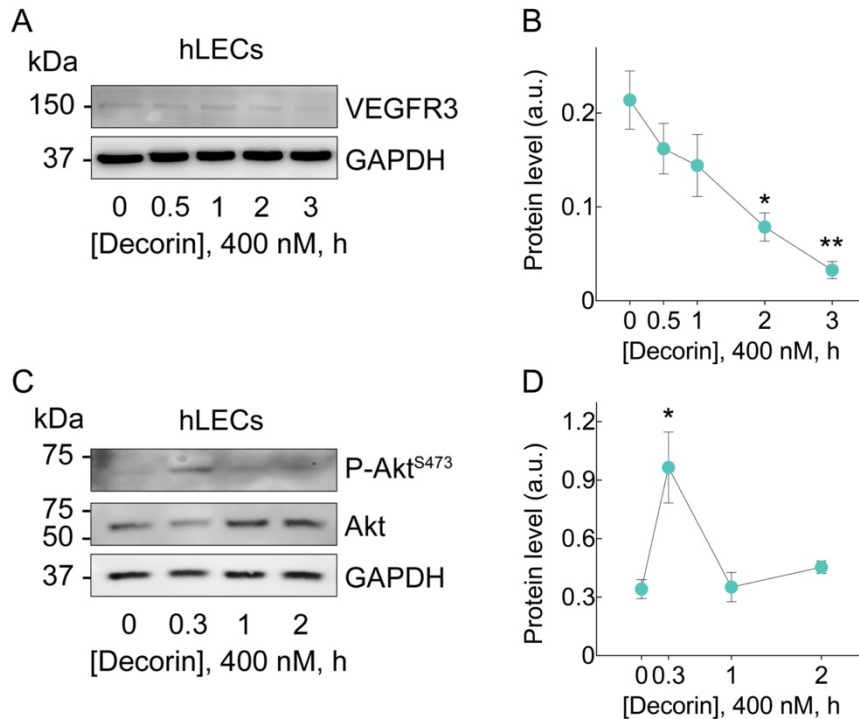 A
hLECs
kDa
150
VEGFR3
37
GAPDH
0 0.5 1 2 3
[Decorin], 400 nM, h
B
Protein level (a.u.)
0.2
0.1
0
*
**
0 0.5 1 2 3
[Decorin], 400 nM, h
C
hLECs
kDa
75
P-Akt^S473
75
50
Akt
37
GAPDH
0 0.3 1 2
[Decorin], 400 nM, h
D
Protein level (a.u.)
1.2
0.9
0.6
0.3
0
*
0 0.3 1 2
[Decorin], 400 nM, h